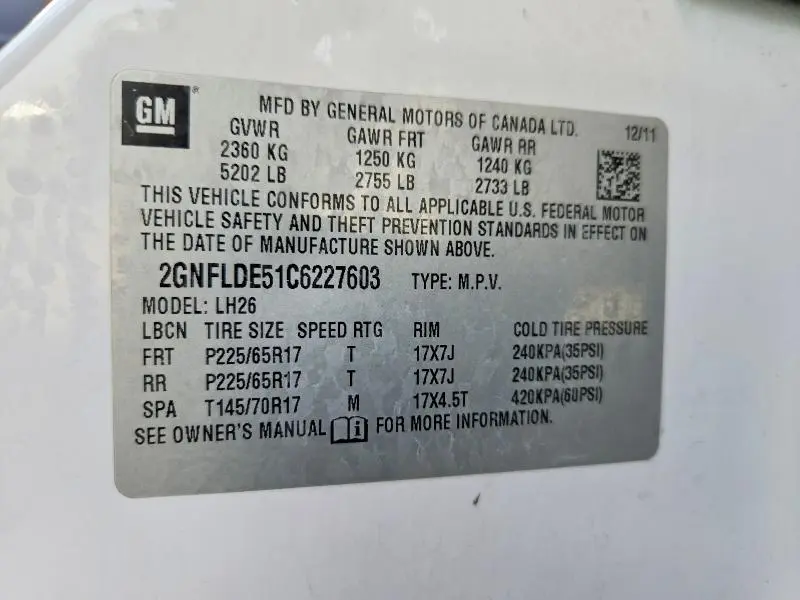 GM ® MFD BY GENERAL MOTORS OF CANADA LTD. 12/11
GVWR GAWR FRT GAWR RR
2360 KG 1250 KG 1240 KG
5202 LB 2755 LB 2733 LB
THIS VEHICLE CONFORMS TO ALL APPLICABLE U.S. FEDERAL MOTOR
VEHICLE SAFETY AND THEFT PREVENTION STANDARDS IN EFFECT ON
THE DATE OF MANUFACTURE SHOWN ABOVE.
2GNFLDE51C6227603 TYPE: M.P.V.
MODEL: LH26
LBCN TIRE SIZE SPEED RTG RIM COLD TIRE PRESSURE
FRT P225/65R17 T 17X7J 240KPA(35PSI)
RR P225/65R17 T 17X7J 240KPA(35PSI)
SPA T145/70R17 M 17X4.5T 420KPA(60PSI)
SEE OWNER'S MANUAL i FOR MORE INFORMATION.